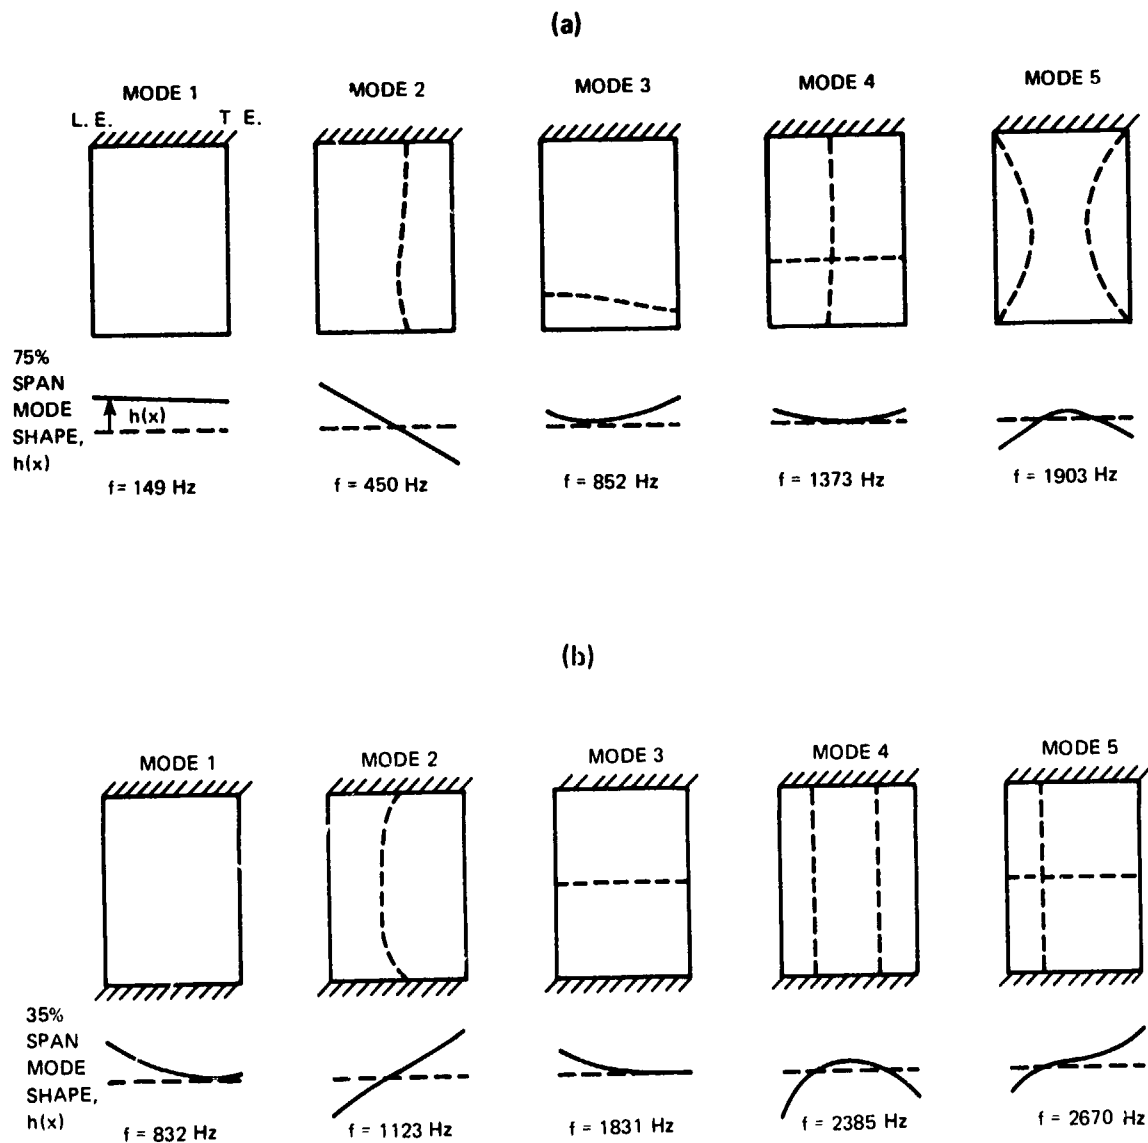 (a)
MODE 1
MODE 2
MODE 3
MODE 4
MODE 5
L. E.
T E.
75%
SPAN
MODE
SHAPE,
h(x)
h(x)
f = 149 Hz
f = 450 Hz
f = 852 Hz
f = 1373 Hz
f = 1903 Hz
(b)
MODE 1
MODE 2
MODE 3
MODE 4
MODE 5
35%
SPAN
MODE
SHAPE,
h(x)
f = 832 Hz
f = 1123 Hz
f = 1831 Hz
f = 2385 Hz
f = 2670 Hz